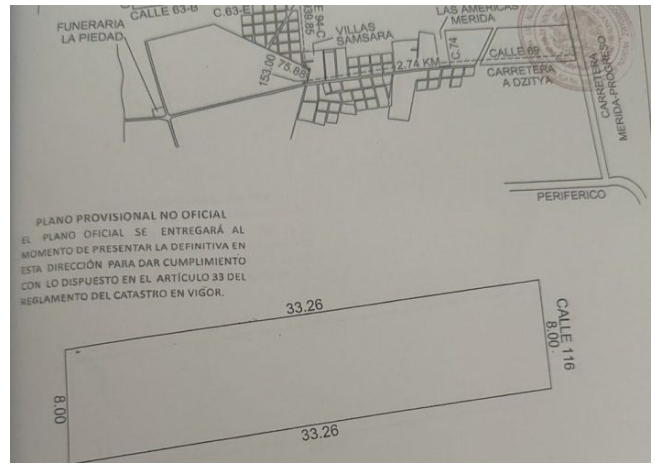 CALLE 63-B
C.63-E
FUNERARIA
LA PIEDAD
153.00
75.88
39.85
E 94-C
VILLAS
SAMSARA
LAS AMERICAS
MERIDA
2.74 KM
C.74
CALLE 69
CARRETERA
A DZITYA
CARRETERA
MERIDA-PROGRESO
PERIFERICO
PLANO PROVISIONAL NO OFICIAL
EL PLANO OFICIAL SE ENTREGARÁ AL
MOMENTO DE PRESENTAR LA DEFINITIVA EN
ESTA DIRECCIÓN PARA DAR CUMPLIMIENTO
CON LO DISPUESTO EN EL ARTÍCULO 33 DEL
REGLAMENTO DEL CATASTRO EN VIGOR.
33.26
CALLE 116
8.00
8.00
33.26